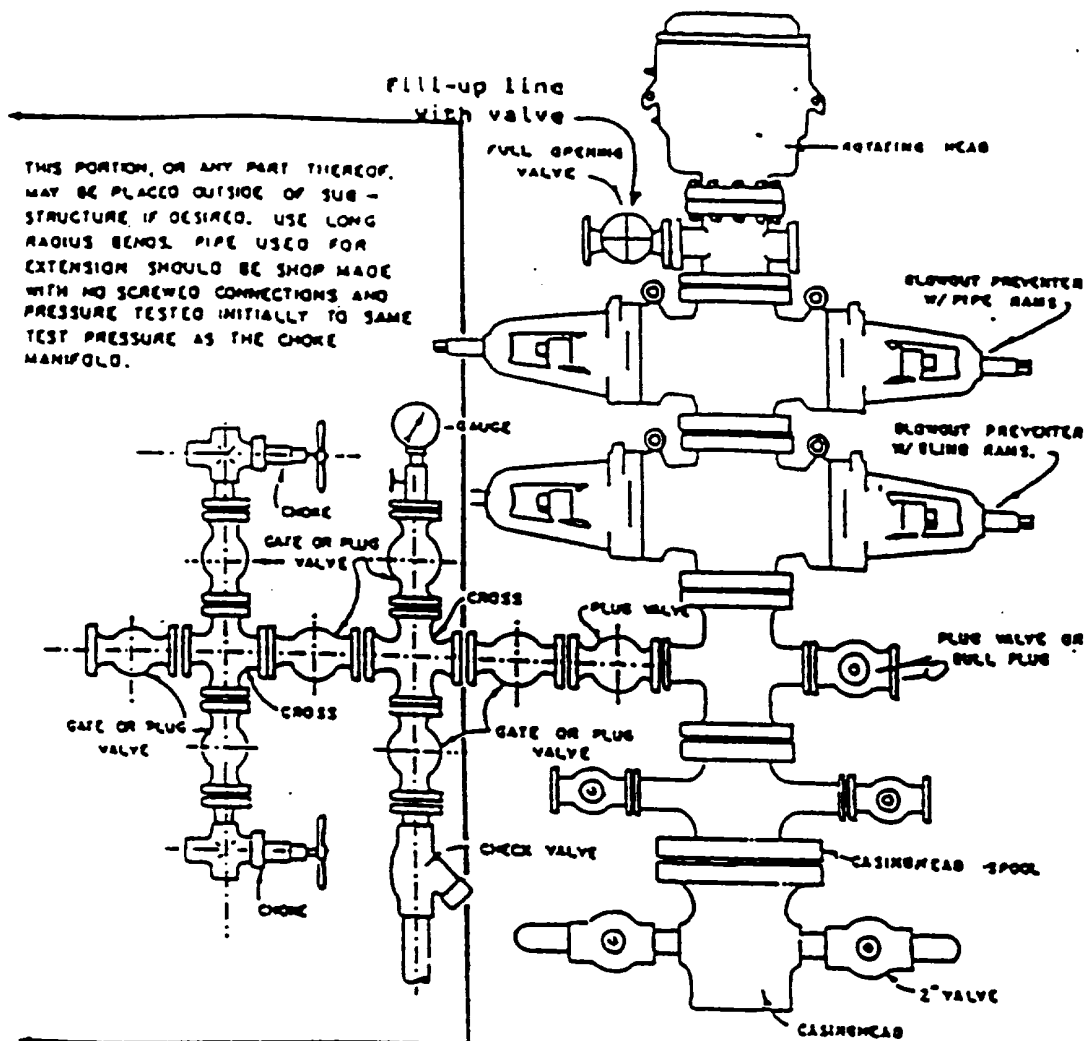 Fill-up line
with valve
FULL OPENING
VALVE
ROTATING HEAD
THIS PORTION, OR ANY PART THEREOF,
MAY BE PLACED OUTSIDE OF SUB-
STRUCTURE IF DESIRED. USE LONG
RADIUS BENDS. PIPE USED FOR
EXTENSION SHOULD BE SHOP MADE
WITH NO SCREWED CONNECTIONS AND
PRESSURE TESTED INITIALLY TO SAME
TEST PRESSURE AS THE CHOKE
MANIFOLD.
BLOWOUT PREVENTER
W/ PIPE RAMS
GAUGE
BLOWOUT PREVENTER
W/ BLIND RAMS.
CHOKE
GATE OR PLUG
VALVE
CROSS
PLUG VALVE
PLUG VALVE OR
BULL PLUG
CROSS
GATE OR PLUG
VALVE
GATE OR PLUG
VALVE
CHECK VALVE
CASINGHEAD SPOOL
CHOKE
2" VALVE
CASINGHEAD